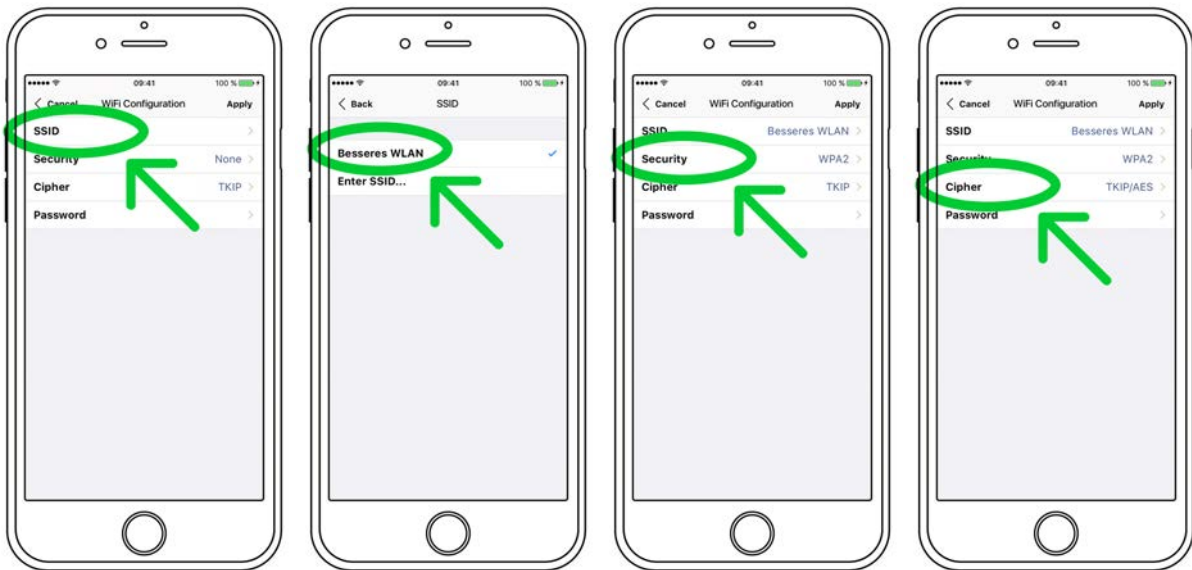 09:41 100 %
Cancel WiFi Configuration Apply
SSID
Security None
Cipher TKIP
Password
09:41 100 %
Back SSID
Besseres WLAN
Enter SSID...
09:41 100 %
Cancel WiFi Configuration Apply
SSID Besseres WLAN
Security WPA2
Cipher TKIP
Password
09:41 100 %
Cancel WiFi Configuration Apply
SSID Besseres WLAN
Security WPA2
Cipher TKIP/AES
Password